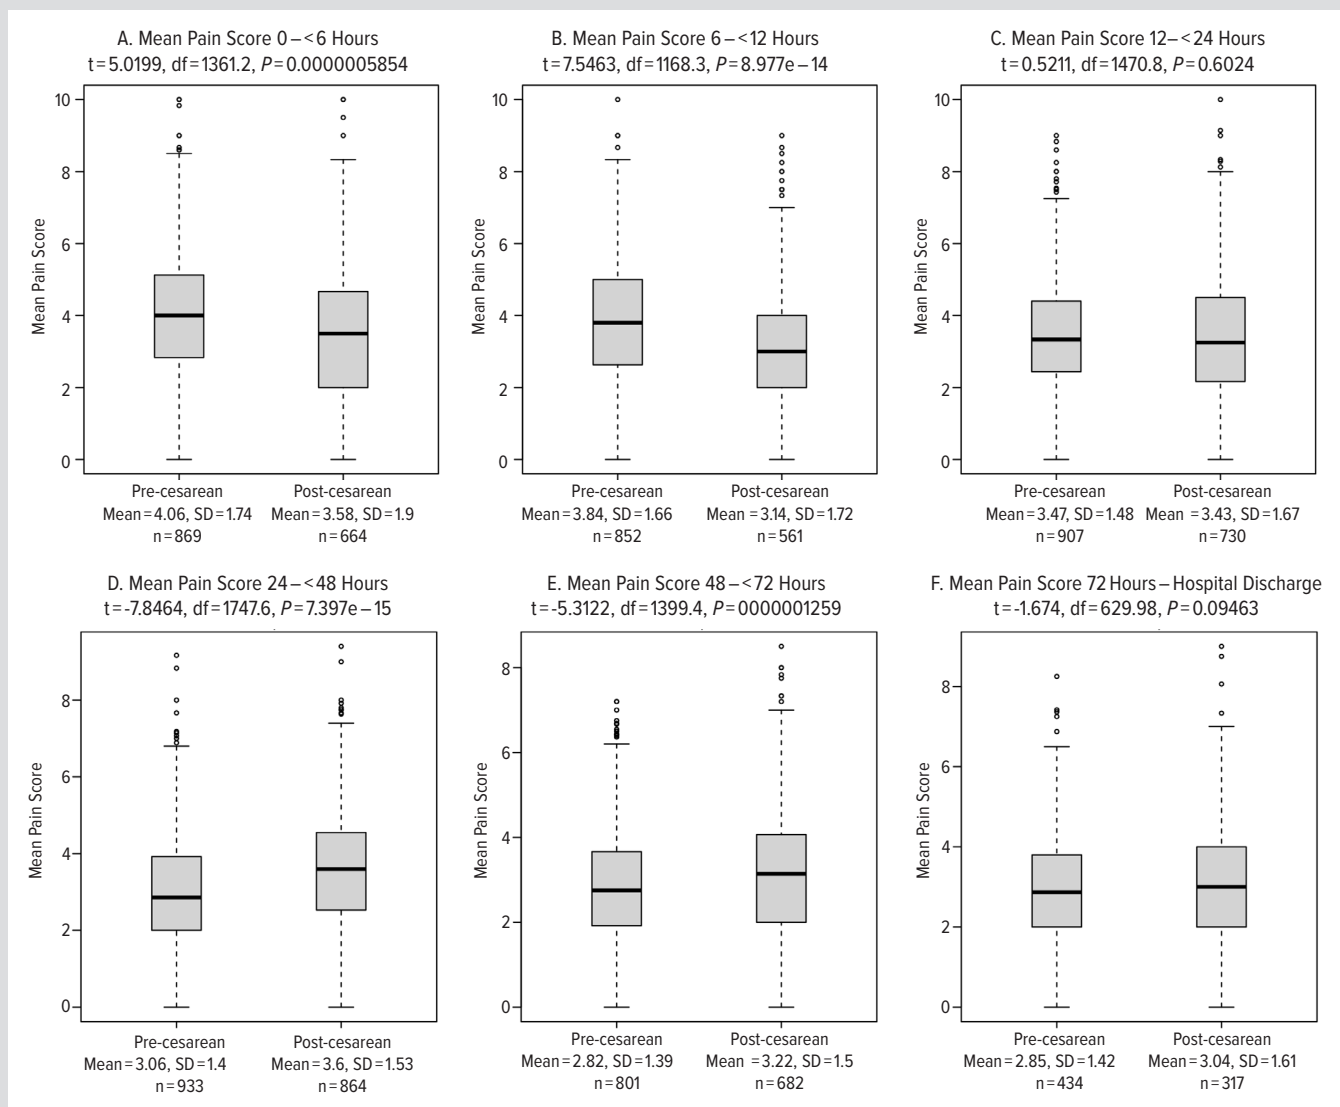 A. Mean Pain Score 0–<6 Hours
t=5.0199, df=1361.2, P=0.0000005854
10
8
6
4
2
0
Mean Pain Score
Pre-cesarean
Mean=4.06, SD=1.74
n=869
Post-cesarean
Mean=3.58, SD=1.9
n=664
B. Mean Pain Score 6–<12 Hours
t=7.5463, df=1168.3, P=8.977e–14
10
8
6
4
2
0
Mean Pain Score
Pre-cesarean
Mean=3.84, SD=1.66
n=852
Post-cesarean
Mean=3.14, SD=1.72
n=561
C. Mean Pain Score 12–<24 Hours
t=0.5211, df=1470.8, P=0.6024
10
8
6
4
2
0
Mean Pain Score
Pre-cesarean
Mean=3.47, SD=1.48
n=907
Post-cesarean
Mean =3.43, SD=1.67
n=730
D. Mean Pain Score 24–<48 Hours
t=-7.8464, df=1747.6, P=7.397e–15
8
6
4
2
0
Mean Pain Score
Pre-cesarean
Mean=3.06, SD=1.4
n=933
Post-cesarean
Mean=3.6, SD=1.53
n=864
E. Mean Pain Score 48–<72 Hours
t=-5.3122, df=1399.4, P=0000001259
8
6
4
2
0
Mean Pain Score
Pre-cesarean
Mean=2.82, SD=1.39
n=801
Post-cesarean
Mean =3.22, SD=1.5
n=682
F. Mean Pain Score 72 Hours–Hospital Discharge
t=-1.674, df=629.98, P=0.09463
8
6
4
2
0
Mean Pain Score
Pre-cesarean
Mean=2.85, SD=1.42
n=434
Post-cesarean
Mean=3.04, SD=1.61
n=317